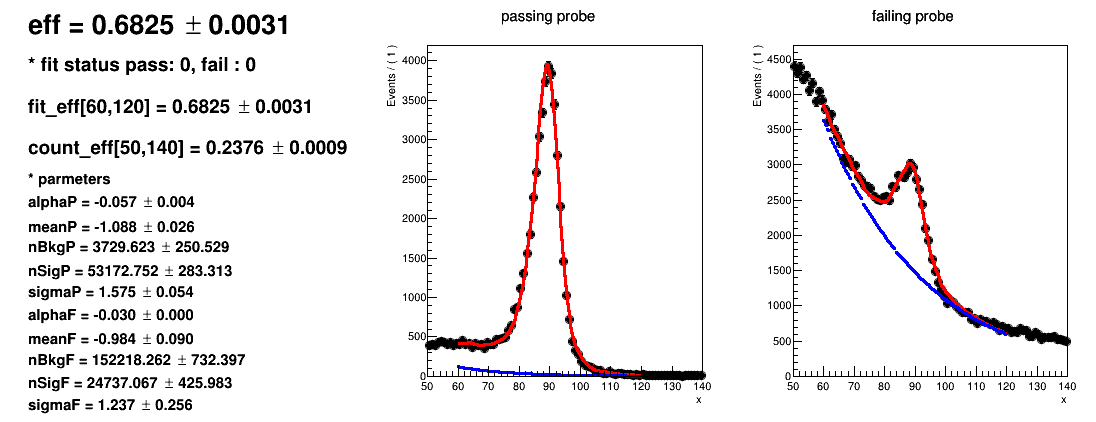 eff = 0.6825 ± 0.0031
* fit status pass: 0, fail : 0
fit_eff[60,120] = 0.6825 ± 0.0031
count_eff[50,140] = 0.2376 ± 0.0009
* parmeters
alphaP = -0.057 ± 0.004
meanP = -1.088 ± 0.026
nBkgP = 3729.623 ± 250.529
nSigP = 53172.752 ± 283.313
sigmaP = 1.575 ± 0.054
alphaF = -0.030 ± 0.000
meanF = -0.984 ± 0.090
nBkgF = 152218.262 ± 732.397
nSigF = 24737.067 ± 425.983
sigmaF = 1.237 ± 0.256
passing probe
Events / ( 1 )
4000
3500
3000
2500
2000
1500
1000
500
0
50 60 70 80 90 100 110 120 130 140
x
failing probe
Events / ( 1 )
4500
4000
3500
3000
2500
2000
1500
1000
500
0
50 60 70 80 90 100 110 120 130 140
x